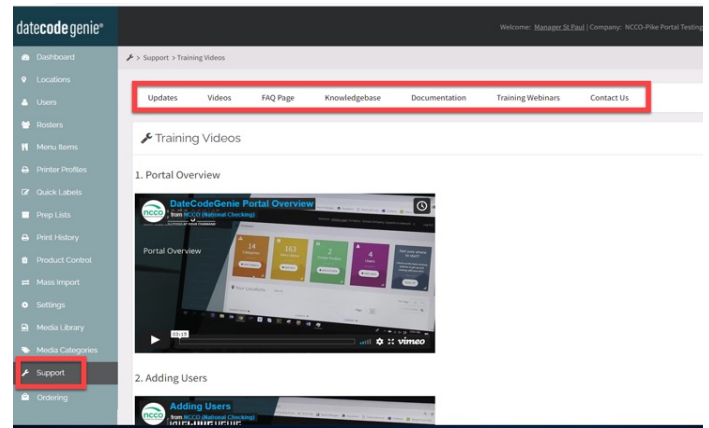 datecodegenie®
Welcome: Manager St Paul | Company: NCCO-Pike Portal Testing
Dashboard
> Support > Training Videos
Locations
Users
Rosters
Menu Items
Printer Profiles
Quick Labels
Prep Lists
Print History
Product Control
Mass Import
Settings
Media Library
Media Categories
Support
Ordering
Updates Videos FAQ Page Knowledgebase Documentation Training Webinars Contact Us
Training Videos
1. Portal Overview
ncco
DateCodeGenie Portal Overview
from NCCO (National Checking)
Portal Overview
14
163
2
4
Users
03:15
vimeo
2. Adding Users
ncco
Adding Users
from NCCO (National Checking)